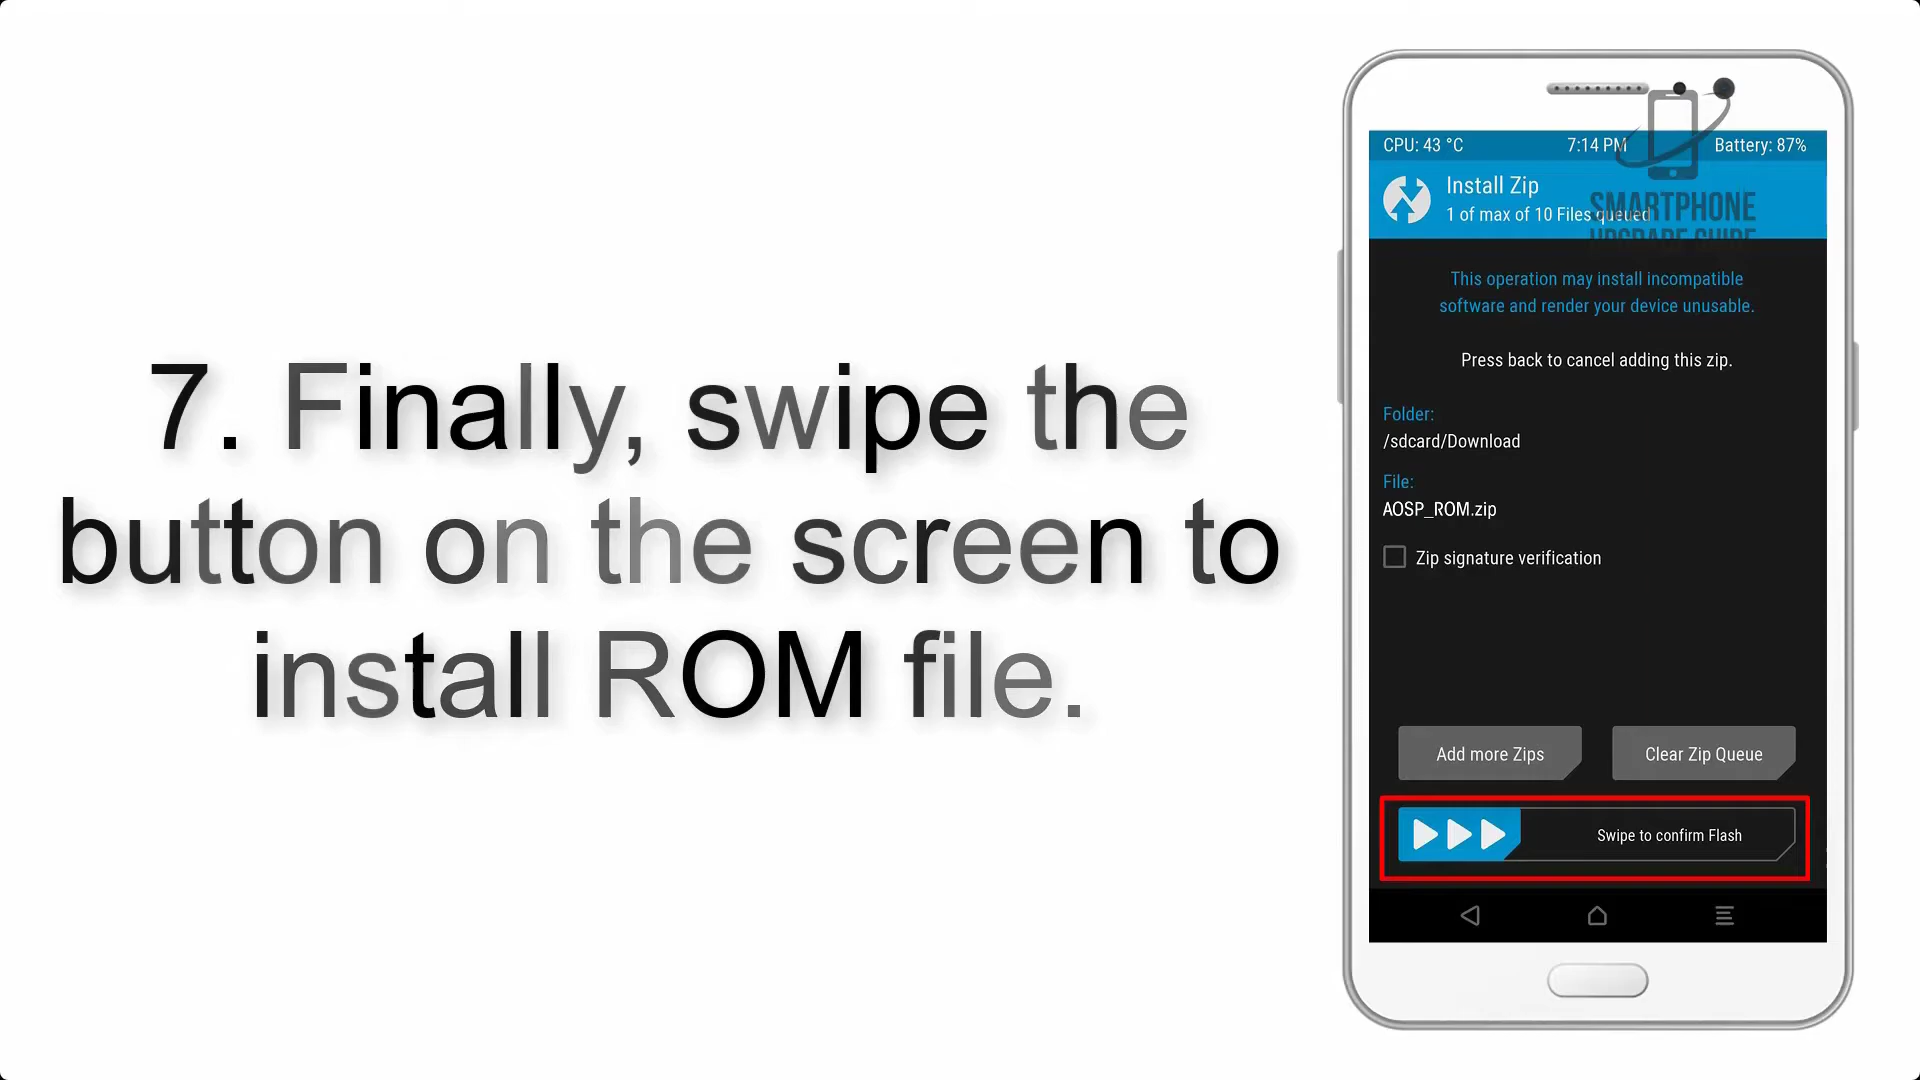 7. Finally, swipe the
button on the screen to
install ROM file.
CPU: 43 °C 7:14 PM Battery: 87%
Install Zip
1 of max of 10 Files queued
SMARTPHONE
UPGRADE GUIDE
This operation may install incompatible
software and render your device unusable.
Press back to cancel adding this zip.
Folder:
/sdcard/Download
File:
AOSP_ROM.zip
Zip signature verification
Add more Zips Clear Zip Queue
Swipe to confirm Flash